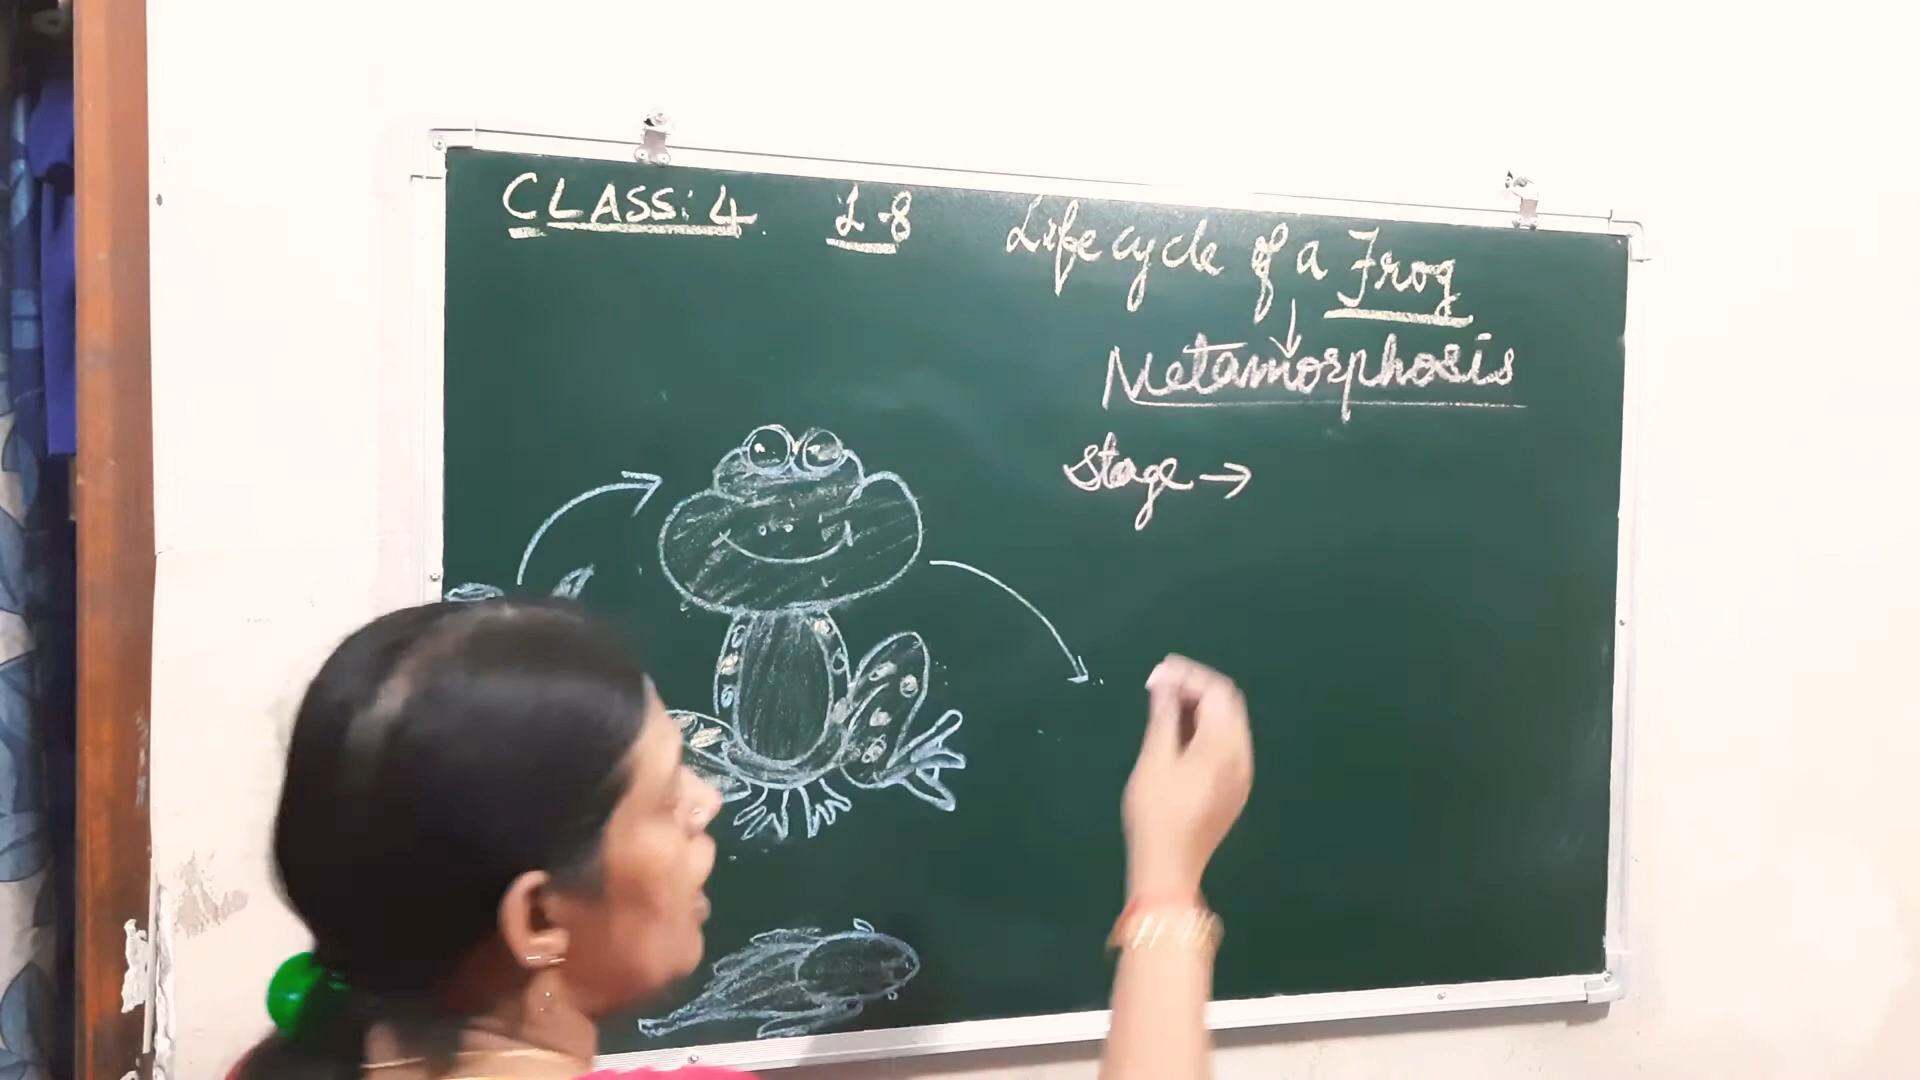 CLASS: 4 L-8 Life cycle of a Frog
↓
Metamorphosis
Stage →